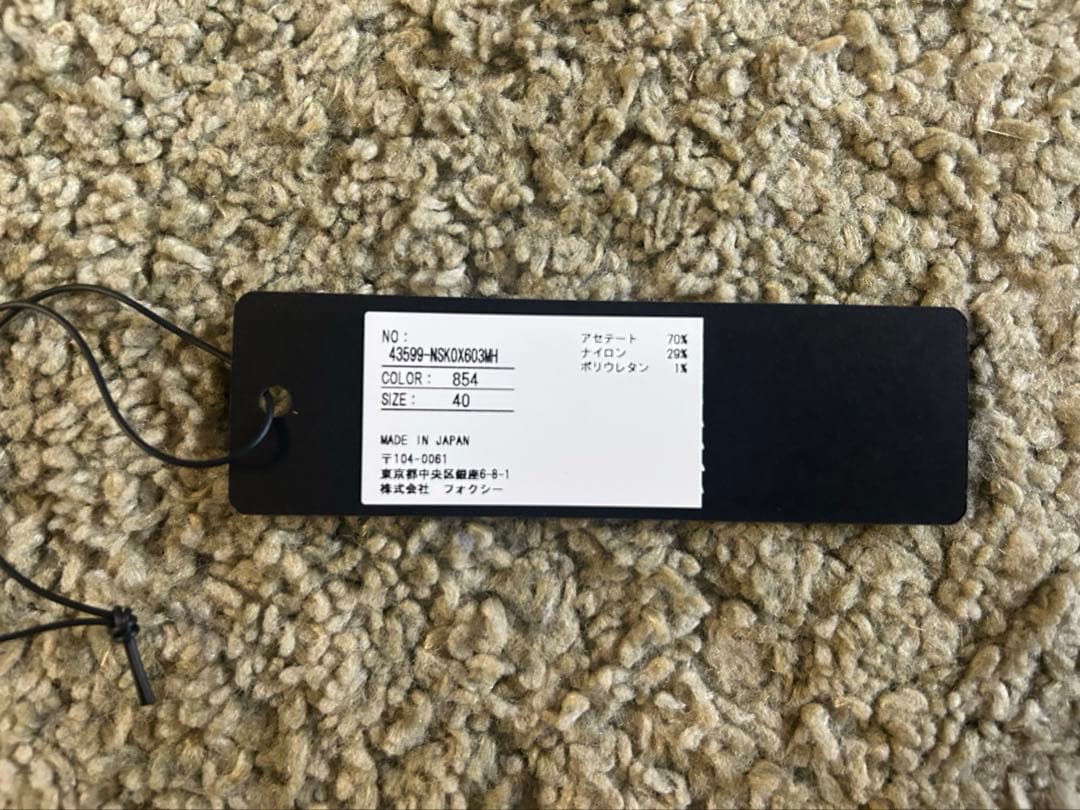 NO:
43599-NSK0X603MH
COLOR: 854
SIZE: 40
アセテート 70%
ナイロン 29%
ポリウレタン 1%
MADE IN JAPAN
〒104-0061
東京都中央区銀座6-8-1
株式会社 フォクシー